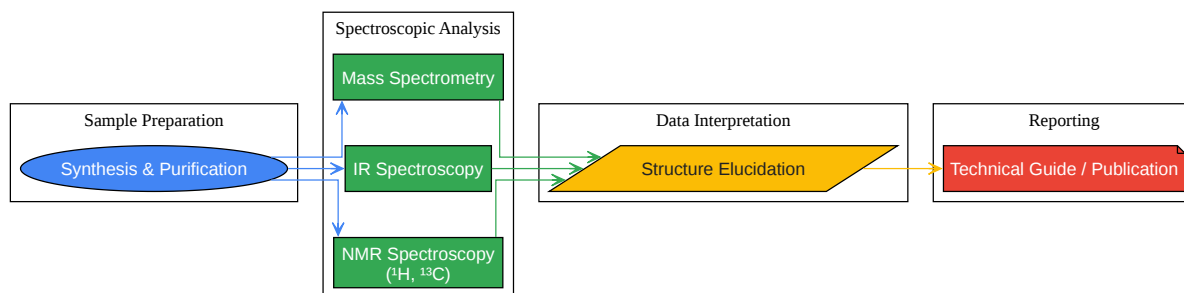 Sample Preparation
Synthesis & Purification
Spectroscopic Analysis
Mass Spectrometry
IR Spectroscopy
NMR Spectroscopy
(¹H, ¹³C)
Data Interpretation
Structure Elucidation
Reporting
Technical Guide / Publication